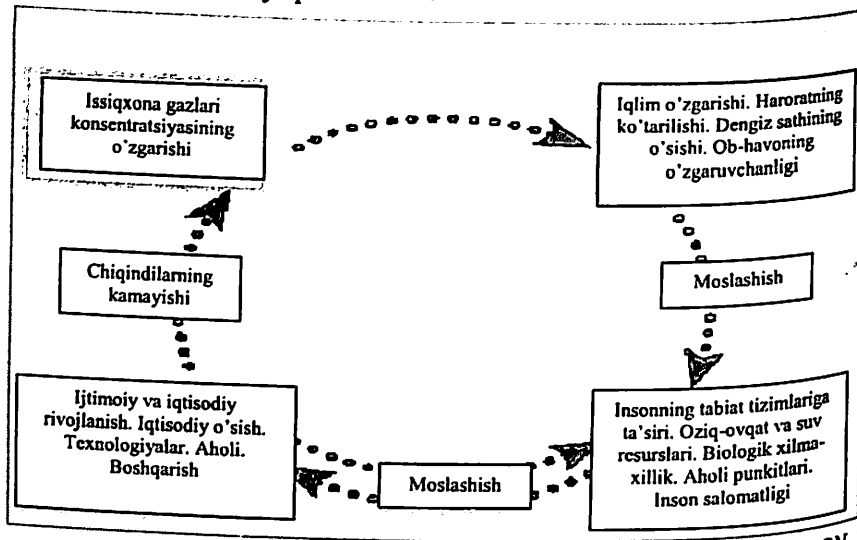 Issiqxona gazlari
konsentratsiyasining
o'zgarishi
Iqlim o'zgarishi. Haroratning
ko'tarilishi. Dengiz sathining
o'sishi. Ob-havoning
o'zgaruvchanligi
Chiqindilarning
kamayishi
Moslashish
Ijtimoiy va iqtisodiy
rivojlanish. Iqtisodiy o'sish.
Texnologiyalar. Aholi.
Boshqarish
Moslashish
Insonning tabiat tizimlariga
ta'siri. Oziq-ovqat va suv
resurslari. Biologik xilma-
xillik. Aholi punktlari.
Inson salomatligi